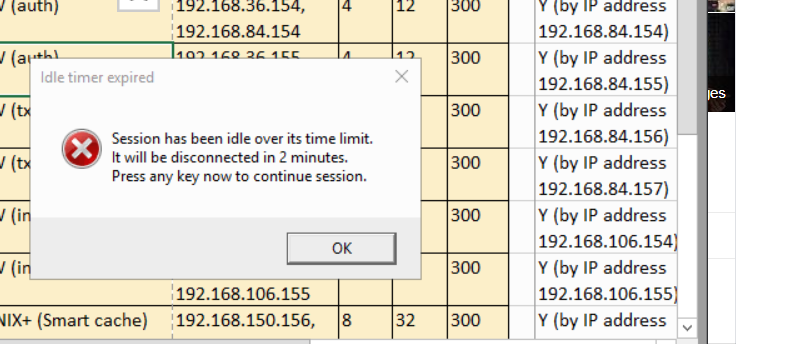 V (auth) 192.168.36.154, 4 12 300 Y (by IP address
192.168.84.154 192.168.84.154)
V (auth) 192.168.36.155 4 12 300 Y (by IP address
192.168.84.155)
Idle timer expired
Session has been idle over its time limit.
It will be disconnected in 2 minutes.
Press any key now to continue session.
OK
V (tx 300 Y (by IP address
192.168.84.156)
V (tx 300 Y (by IP address
192.168.84.157)
V (in 300 Y (by IP address
192.168.106.154)
V (in 300 Y (by IP address
192.168.106.155 192.168.106.155)
NIX+ (Smart cache) 192.168.150.156, 8 32 300 Y (by IP address
ges